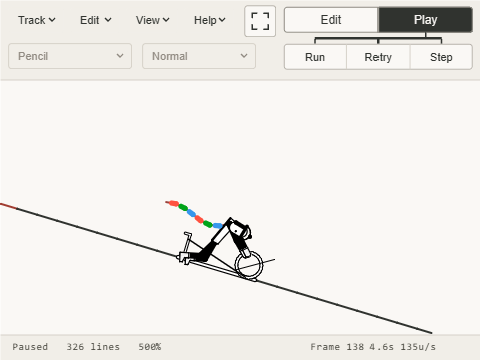 Track Edit View Help Edit Play
Pencil Normal Run Retry Step
Paused 326 lines 500% Frame 138 4.6s 135u/s